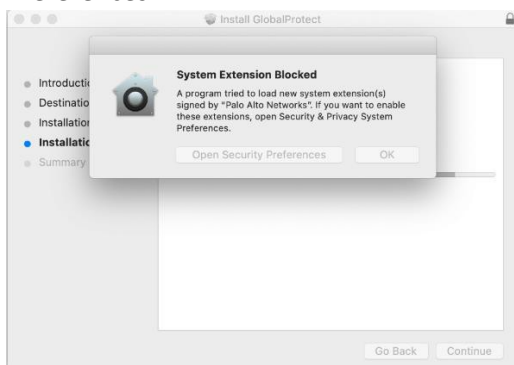 Install GlobalProtect
System Extension Blocked
A program tried to load new system extension(s)
signed by "Palo Alto Networks". If you want to enable
these extensions, open Security & Privacy System
Preferences.
Open Security Preferences
OK
Introductio
Destinatio
Installation
Installatio
Summary
Go Back
Continue